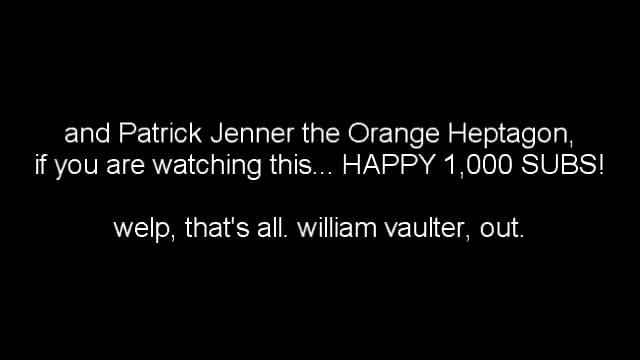 and Patrick Jenner the Orange Heptagon,
if you are watching this... HAPPY 1,000 SUBS!
welp, that's all. william vaulter, out.